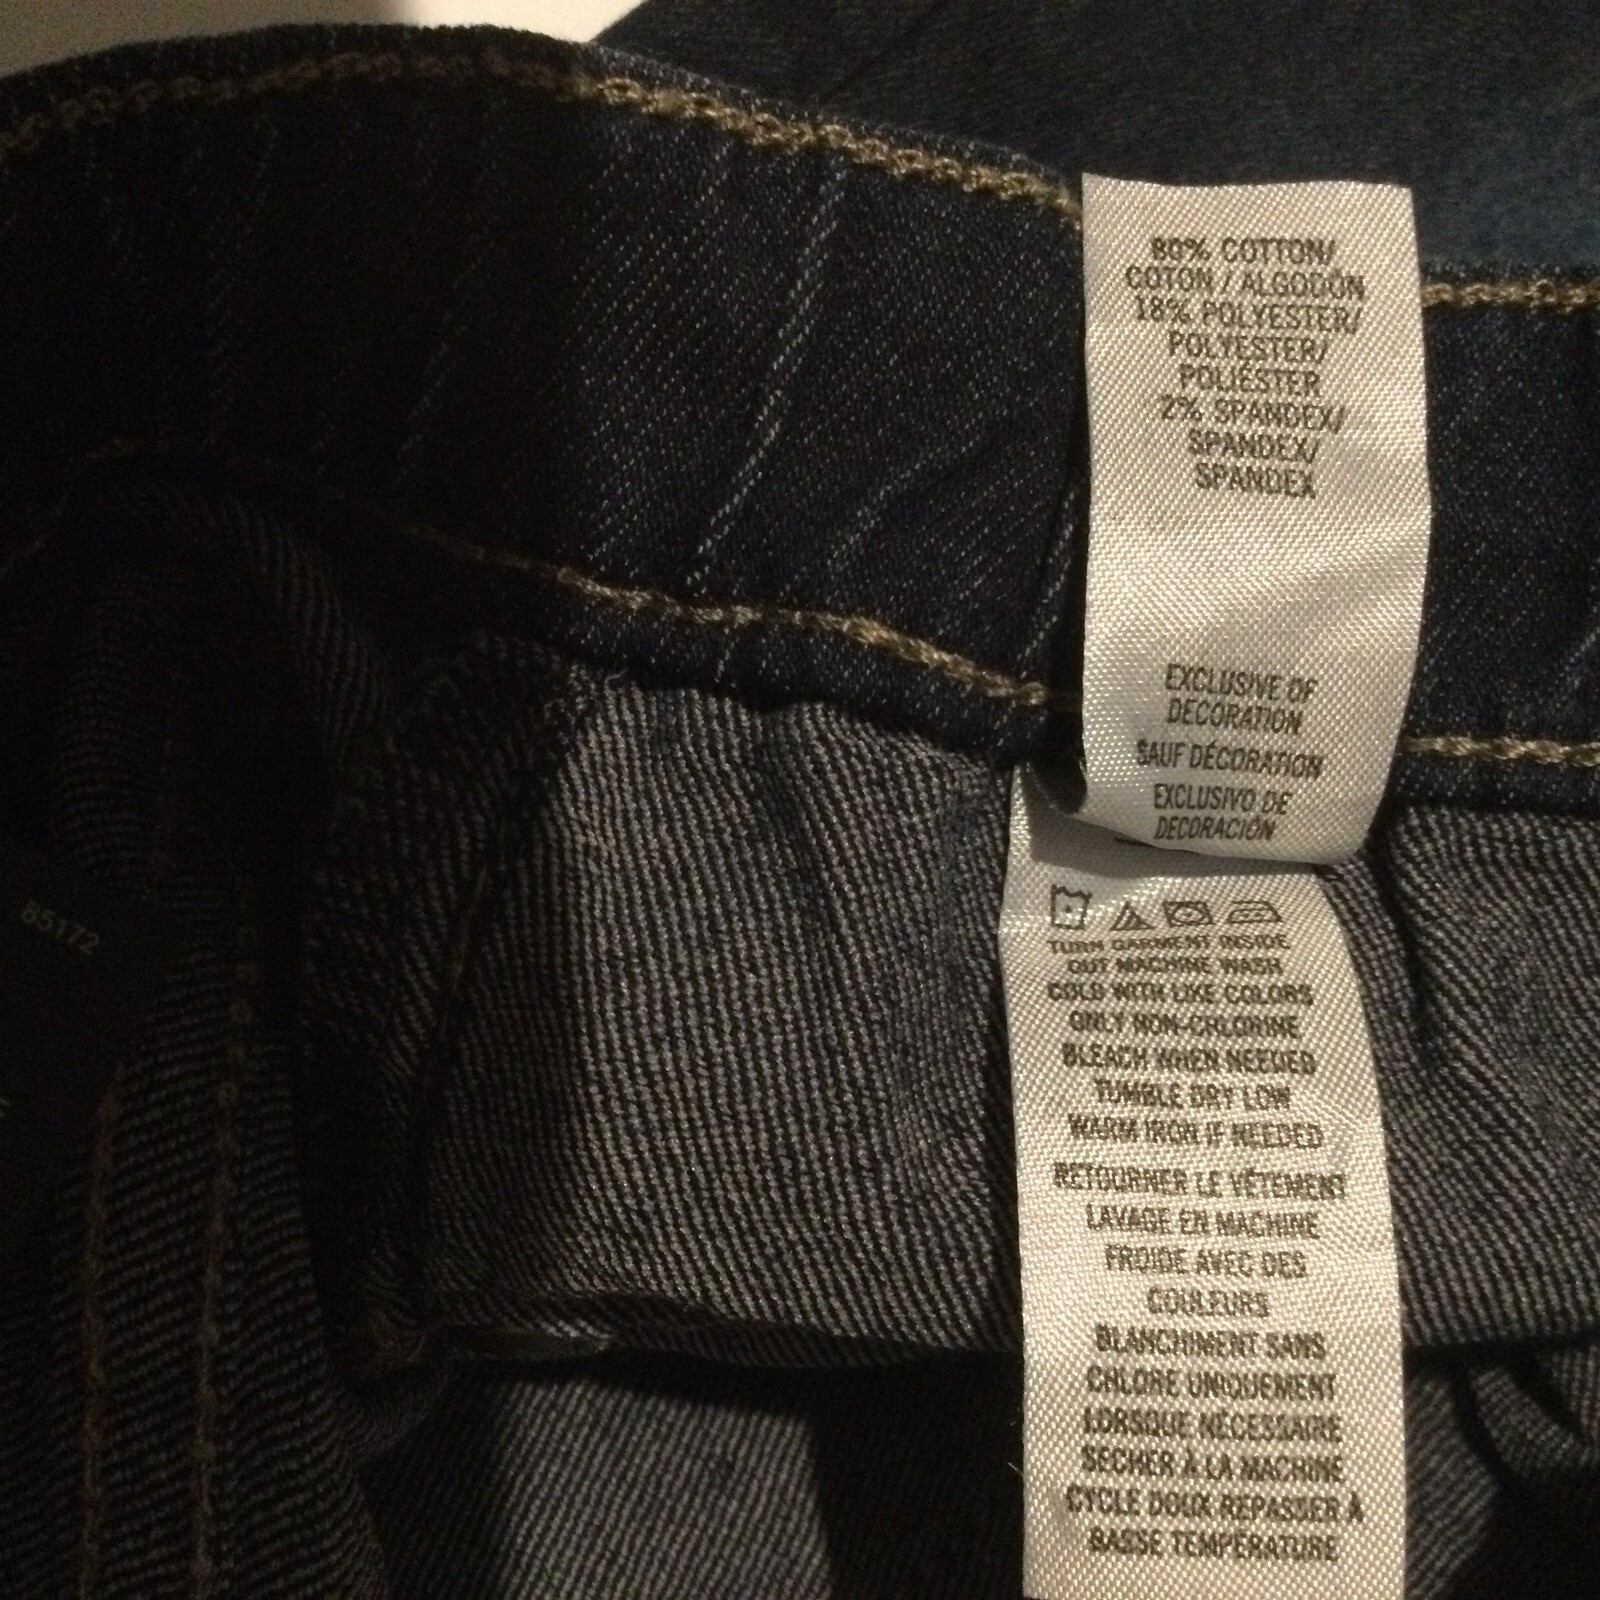 80% COTTON/
COTON / ALGODÓN
18% POLYESTER/
POLYESTER/
POLIÉSTER
2% SPANDEX/
SPANDEX/
SPANDEX
EXCLUSIVE OF
DECORATION
SAUF DÉCORATION
EXCLUSIVO DE
DECORACIÓN
TURN GARMENT INSIDE
OUT MACHINE WASH
COLD WITH LIKE COLORS
ONLY NON-CHLORINE
BLEACH WHEN NEEDED
TUMBLE DRY LOW
WARM IRON IF NEEDED
RETOURNER LE VÊTEMENT
LAVAGE EN MACHINE
FROIDE AVEC DES
COULEURS
BLANCHIMENT SANS
CHLORE UNIQUEMENT
LORSQUE NÉCESSAIRE
SECHER À LA MACHINE
CYCLE DOUX REPASSER À
BASSE TEMPÉRATURE
85172